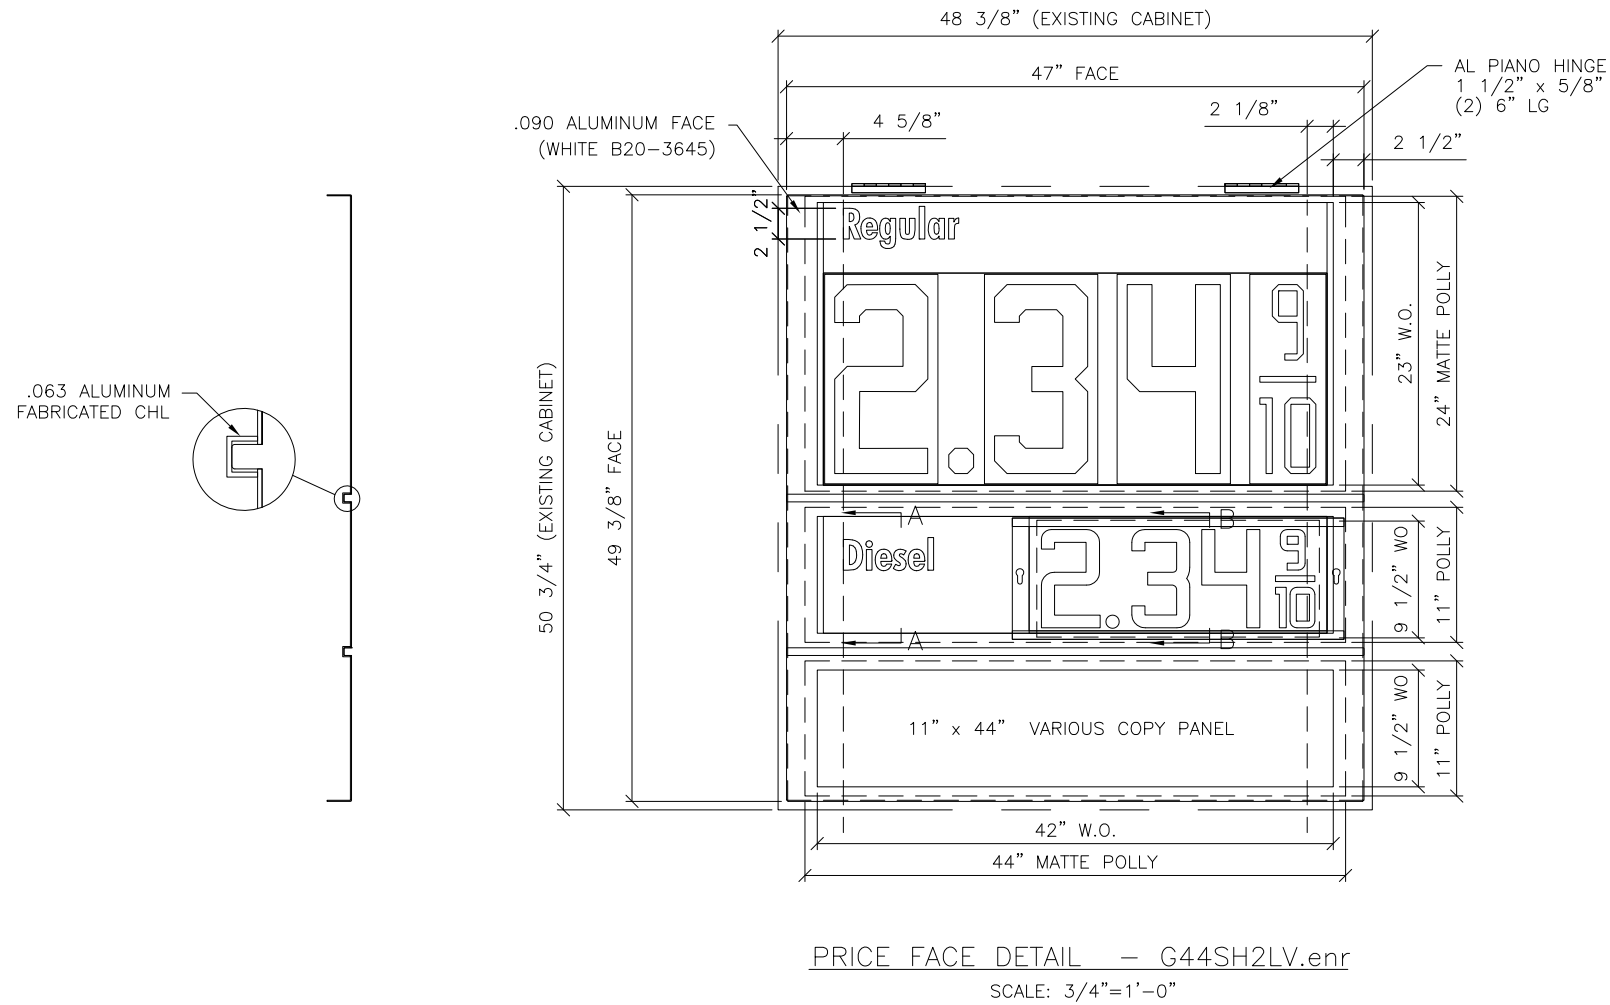 48 3/8" (EXISTING CABINET)
47" FACE
AL PIANO HINGE
1 1/2" x 5/8"
(2) 6" LG
2 1/8"
4 5/8"
2 1/2"
.090 ALUMINUM FACE
(WHITE B20-3645)
2 1/2"
Regular
2.34 9/10
23" W.O.
24" MATTE POLLY
.063 ALUMINUM
FABRICATED CHL
50 3/4" (EXISTING CABINET)
49 3/8" FACE
A
B
Diesel
2.34 9/10
A
B
9 1/2" WO
11" POLLY
11" x 44" VARIOUS COPY PANEL
9 1/2" WO
11" POLLY
42" W.O.
44" MATTE POLLY
PRICE FACE DETAIL - G44SH2LV.enr
SCALE: 3/4"=1'-0"